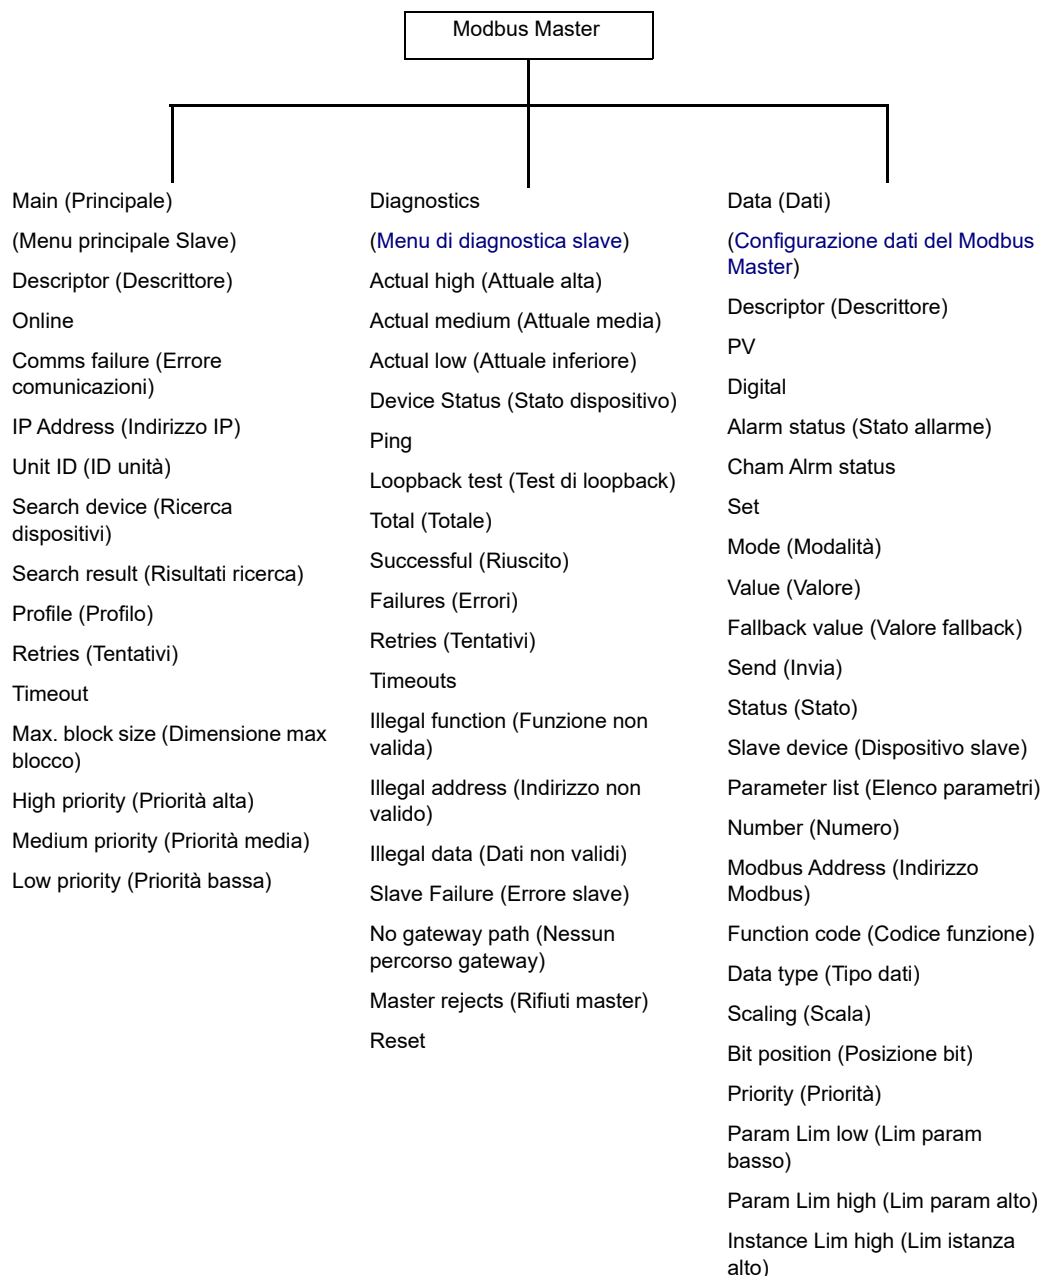 Modbus Master
Main (Principale)
(Menu principale Slave)
Descriptor (Descrittore)
Online
Comms failure (Errore
comunicazioni)
IP Address (Indirizzo IP)
Unit ID (ID unità)
Search device (Ricerca
dispositivi)
Search result (Risultati ricerca)
Profile (Profilo)
Retries (Tentativi)
Timeout
Max. block size (Dimensione max
blocco)
High priority (Priorità alta)
Medium priority (Priorità media)
Low priority (Priorità bassa)
Diagnostics
(Menu di diagnostica slave)
Actual high (Attuale alta)
Actual medium (Attuale media)
Actual low (Attuale inferiore)
Device Status (Stato dispositivo)
Ping
Loopback test (Test di loopback)
Total (Totale)
Successful (Riuscito)
Failures (Errori)
Retries (Tentativi)
Timeouts
Illegal function (Funzione non
valida)
Illegal address (Indirizzo non
valido)
Illegal data (Dati non validi)
Slave Failure (Errore slave)
No gateway path (Nessun
percorso gateway)
Master rejects (Rifiuti master)
Reset
Data (Dati)
(Configurazione dati del Modbus
Master)
Descriptor (Descrittore)
PV
Digital
Alarm status (Stato allarme)
Cham Alrm status
Set
Mode (Modalità)
Value (Valore)
Fallback value (Valore fallback)
Send (Invia)
Status (Stato)
Slave device (Dispositivo slave)
Parameter list (Elenco parametri)
Number (Numero)
Modbus Address (Indirizzo
Modbus)
Function code (Codice funzione)
Data type (Tipo dati)
Scaling (Scala)
Bit position (Posizione bit)
Priority (Priorità)
Param Lim low (Lim param
basso)
Param Lim high (Lim param alto)
Instance Lim high (Lim istanza
alto)